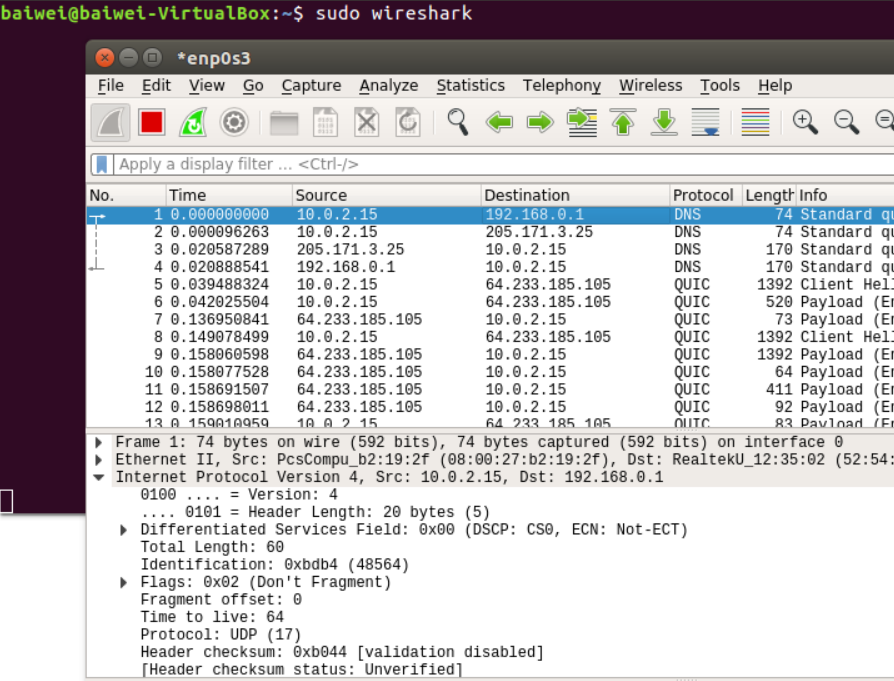 baiwei@baiwei-VirtualBox:~$ sudo wireshark
*enp0s3
File Edit View Go Capture Analyze Statistics Telephony Wireless Tools Help
Apply a display filter ... <Ctrl-/>
No. Time Source Destination Protocol Length Info
1 0.000000000 10.0.2.15 192.168.0.1 DNS 74 Standard qu
2 0.000096263 10.0.2.15 205.171.3.25 DNS 74 Standard qu
3 0.020587289 205.171.3.25 10.0.2.15 DNS 170 Standard qu
4 0.020888541 192.168.0.1 10.0.2.15 DNS 170 Standard qu
5 0.039488324 10.0.2.15 64.233.185.105 QUIC 1392 Client Hell
6 0.042025504 10.0.2.15 64.233.185.105 QUIC 520 Payload (En
7 0.136950841 64.233.185.105 10.0.2.15 QUIC 73 Payload (En
8 0.149078499 10.0.2.15 64.233.185.105 QUIC 1392 Client Hell
9 0.158060598 64.233.185.105 10.0.2.15 QUIC 1392 Payload (En
10 0.158077528 64.233.185.105 10.0.2.15 QUIC 64 Payload (En
11 0.158691507 64.233.185.105 10.0.2.15 QUIC 411 Payload (En
12 0.158698011 64.233.185.105 10.0.2.15 QUIC 92 Payload (En
13 0.159010959 10.0.2.15 64.233.185.105 QUIC 83 Payload (En
Frame 1: 74 bytes on wire (592 bits), 74 bytes captured (592 bits) on interface 0
Ethernet II, Src: PcsCompu_b2:19:2f (08:00:27:b2:19:2f), Dst: RealtekU_12:35:02 (52:54:
Internet Protocol Version 4, Src: 10.0.2.15, Dst: 192.168.0.1
0100 .... = Version: 4
.... 0101 = Header Length: 20 bytes (5)
Differentiated Services Field: 0x00 (DSCP: CS0, ECN: Not-ECT)
Total Length: 60
Identification: 0xbdb4 (48564)
Flags: 0x02 (Don't Fragment)
Fragment offset: 0
Time to live: 64
Protocol: UDP (17)
Header checksum: 0xb044 [validation disabled]
[Header checksum status: Unverified]